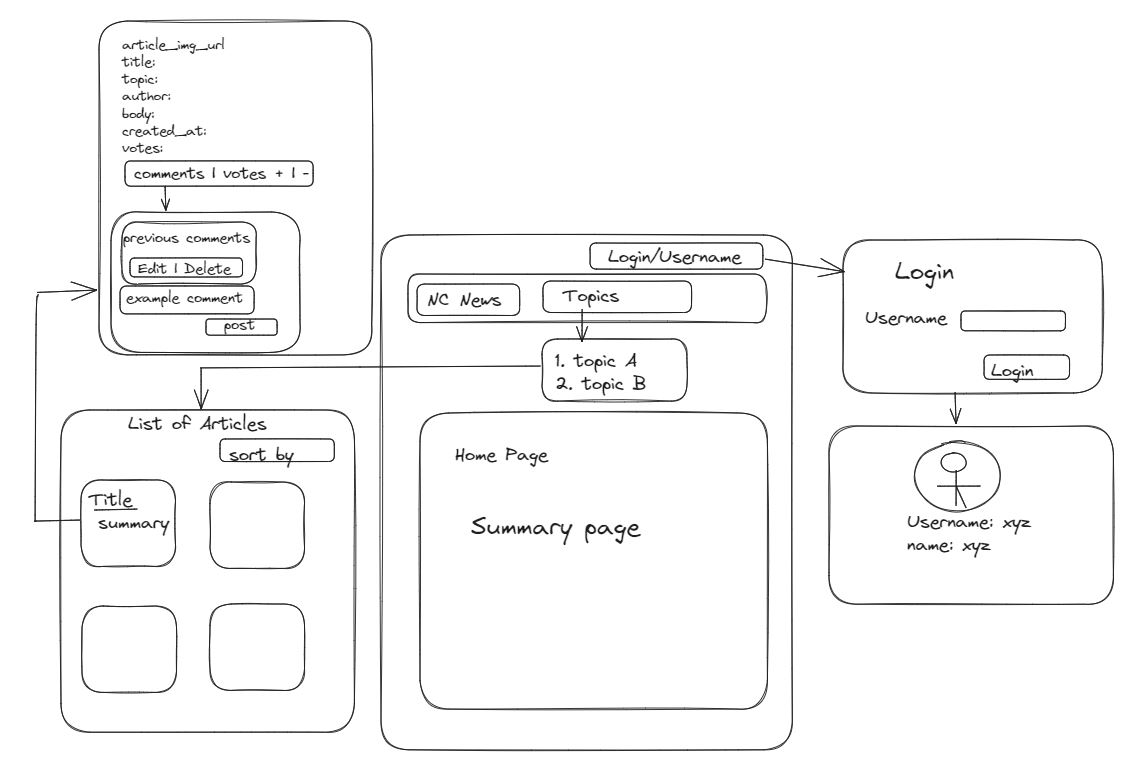 article_img_url
title:
topic:
author:
body:
created_at:
votes:
comments | votes + | -
previous comments
Edit | Delete
example comment
post
List of Articles
sort by
Title
summary
Login/Username
NC News
Topics
1. topic A
2. topic B
Home Page
Summary page
Login
Username
Login
Username: xyz
name: xyz